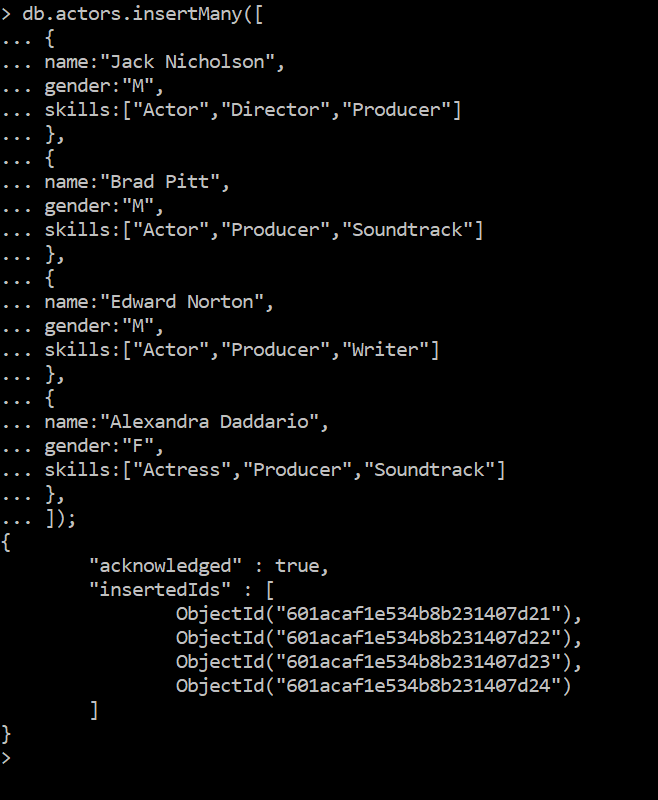 > db.actors.insertMany([
... {
... name:"Jack Nicholson",
... gender:"M",
... skills:["Actor","Director","Producer"]
... },
... {
... name:"Brad Pitt",
... gender:"M",
... skills:["Actor","Producer","Soundtrack"]
... },
... {
... name:"Edward Norton",
... gender:"M",
... skills:["Actor","Producer","Writer"]
... },
... {
... name:"Alexandra Daddario",
... gender:"F",
... skills:["Actress","Producer","Soundtrack"]
... },
... ]);
{
        "acknowledged" : true,
        "insertedIds" : [
                ObjectId("601acaf1e534b8b231407d21"),
                ObjectId("601acaf1e534b8b231407d22"),
                ObjectId("601acaf1e534b8b231407d23"),
                ObjectId("601acaf1e534b8b231407d24")
        ]
}
>